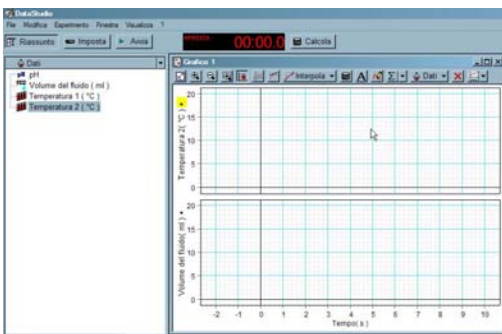 DataStudio
File Modifica Esperimento Finestra Visualizza ?
Riassunto Imposta Avvia 00:00.0 Calcola
Dati
pH
Volume del fluido ( ml )
Temperatura 1 ( °C )
Temperatura 2 ( °C )
Grafico 1
Interpola A Σ Dati
Temperatura 2( °C )
20
15
10
5
0
Volume del fluido( ml )
20
15
10
5
0
-2 -1 0 1 2 3 4 5 6 7 8 9 10
Tempo( s )